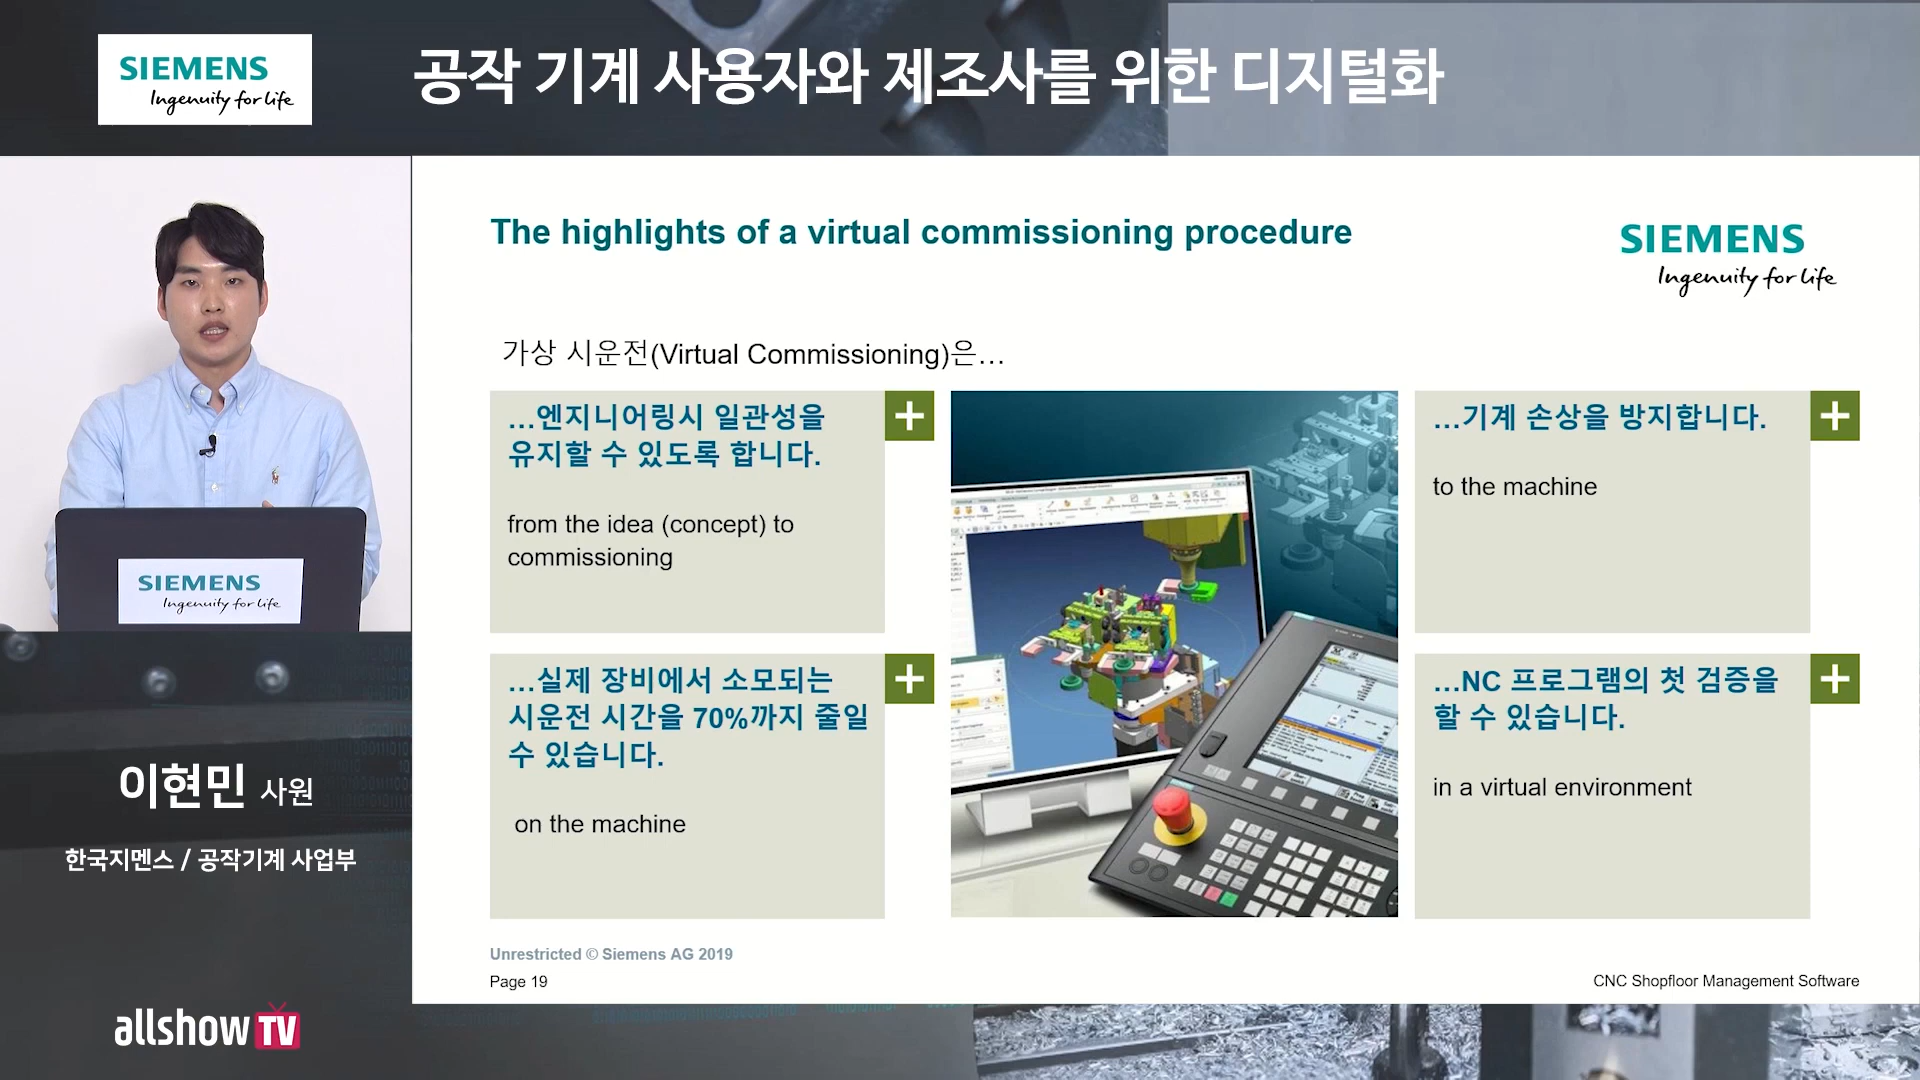 SIEMENS
Ingenuity for life
공작 기계 사용자와 제조사를 위한 디지털화
The highlights of a virtual commissioning procedure
SIEMENS
Ingenuity for life
가상 시운전(Virtual Commissioning)은…
…엔지니어링시 일관성을
유지할 수 있도록 합니다.
from the idea (concept) to
commissioning
…기계 손상을 방지합니다.
to the machine
…실제 장비에서 소모되는
시운전 시간을 70%까지 줄일
수 있습니다.
on the machine
…NC 프로그램의 첫 검증을
할 수 있습니다.
in a virtual environment
Unrestricted © Siemens AG 2019
Page 19
CNC Shopfloor Management Software
SIEMENS
Ingenuity for life
이현민 사원
한국지멘스 / 공작기계 사업부
allshow TV